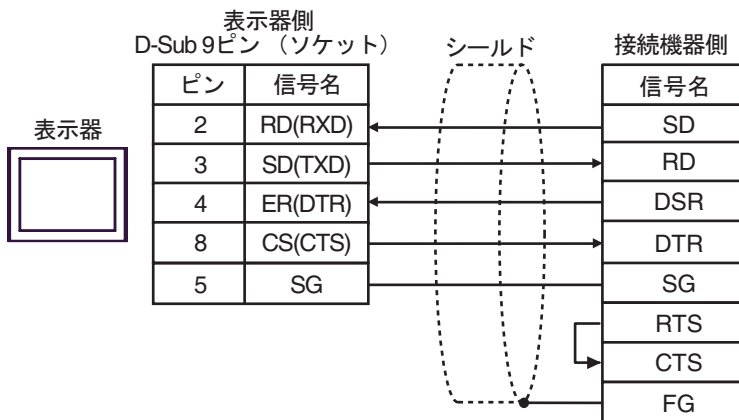 表示器側
D-Sub 9ピン （ソケット）
シールド
接続機器側
ピン 信号名
信号名
表示器
2 RD(RXD) SD
3 SD(TXD) RD
4 ER(DTR) DSR
8 CS(CTS) DTR
5 SG SG
RTS
CTS
FG